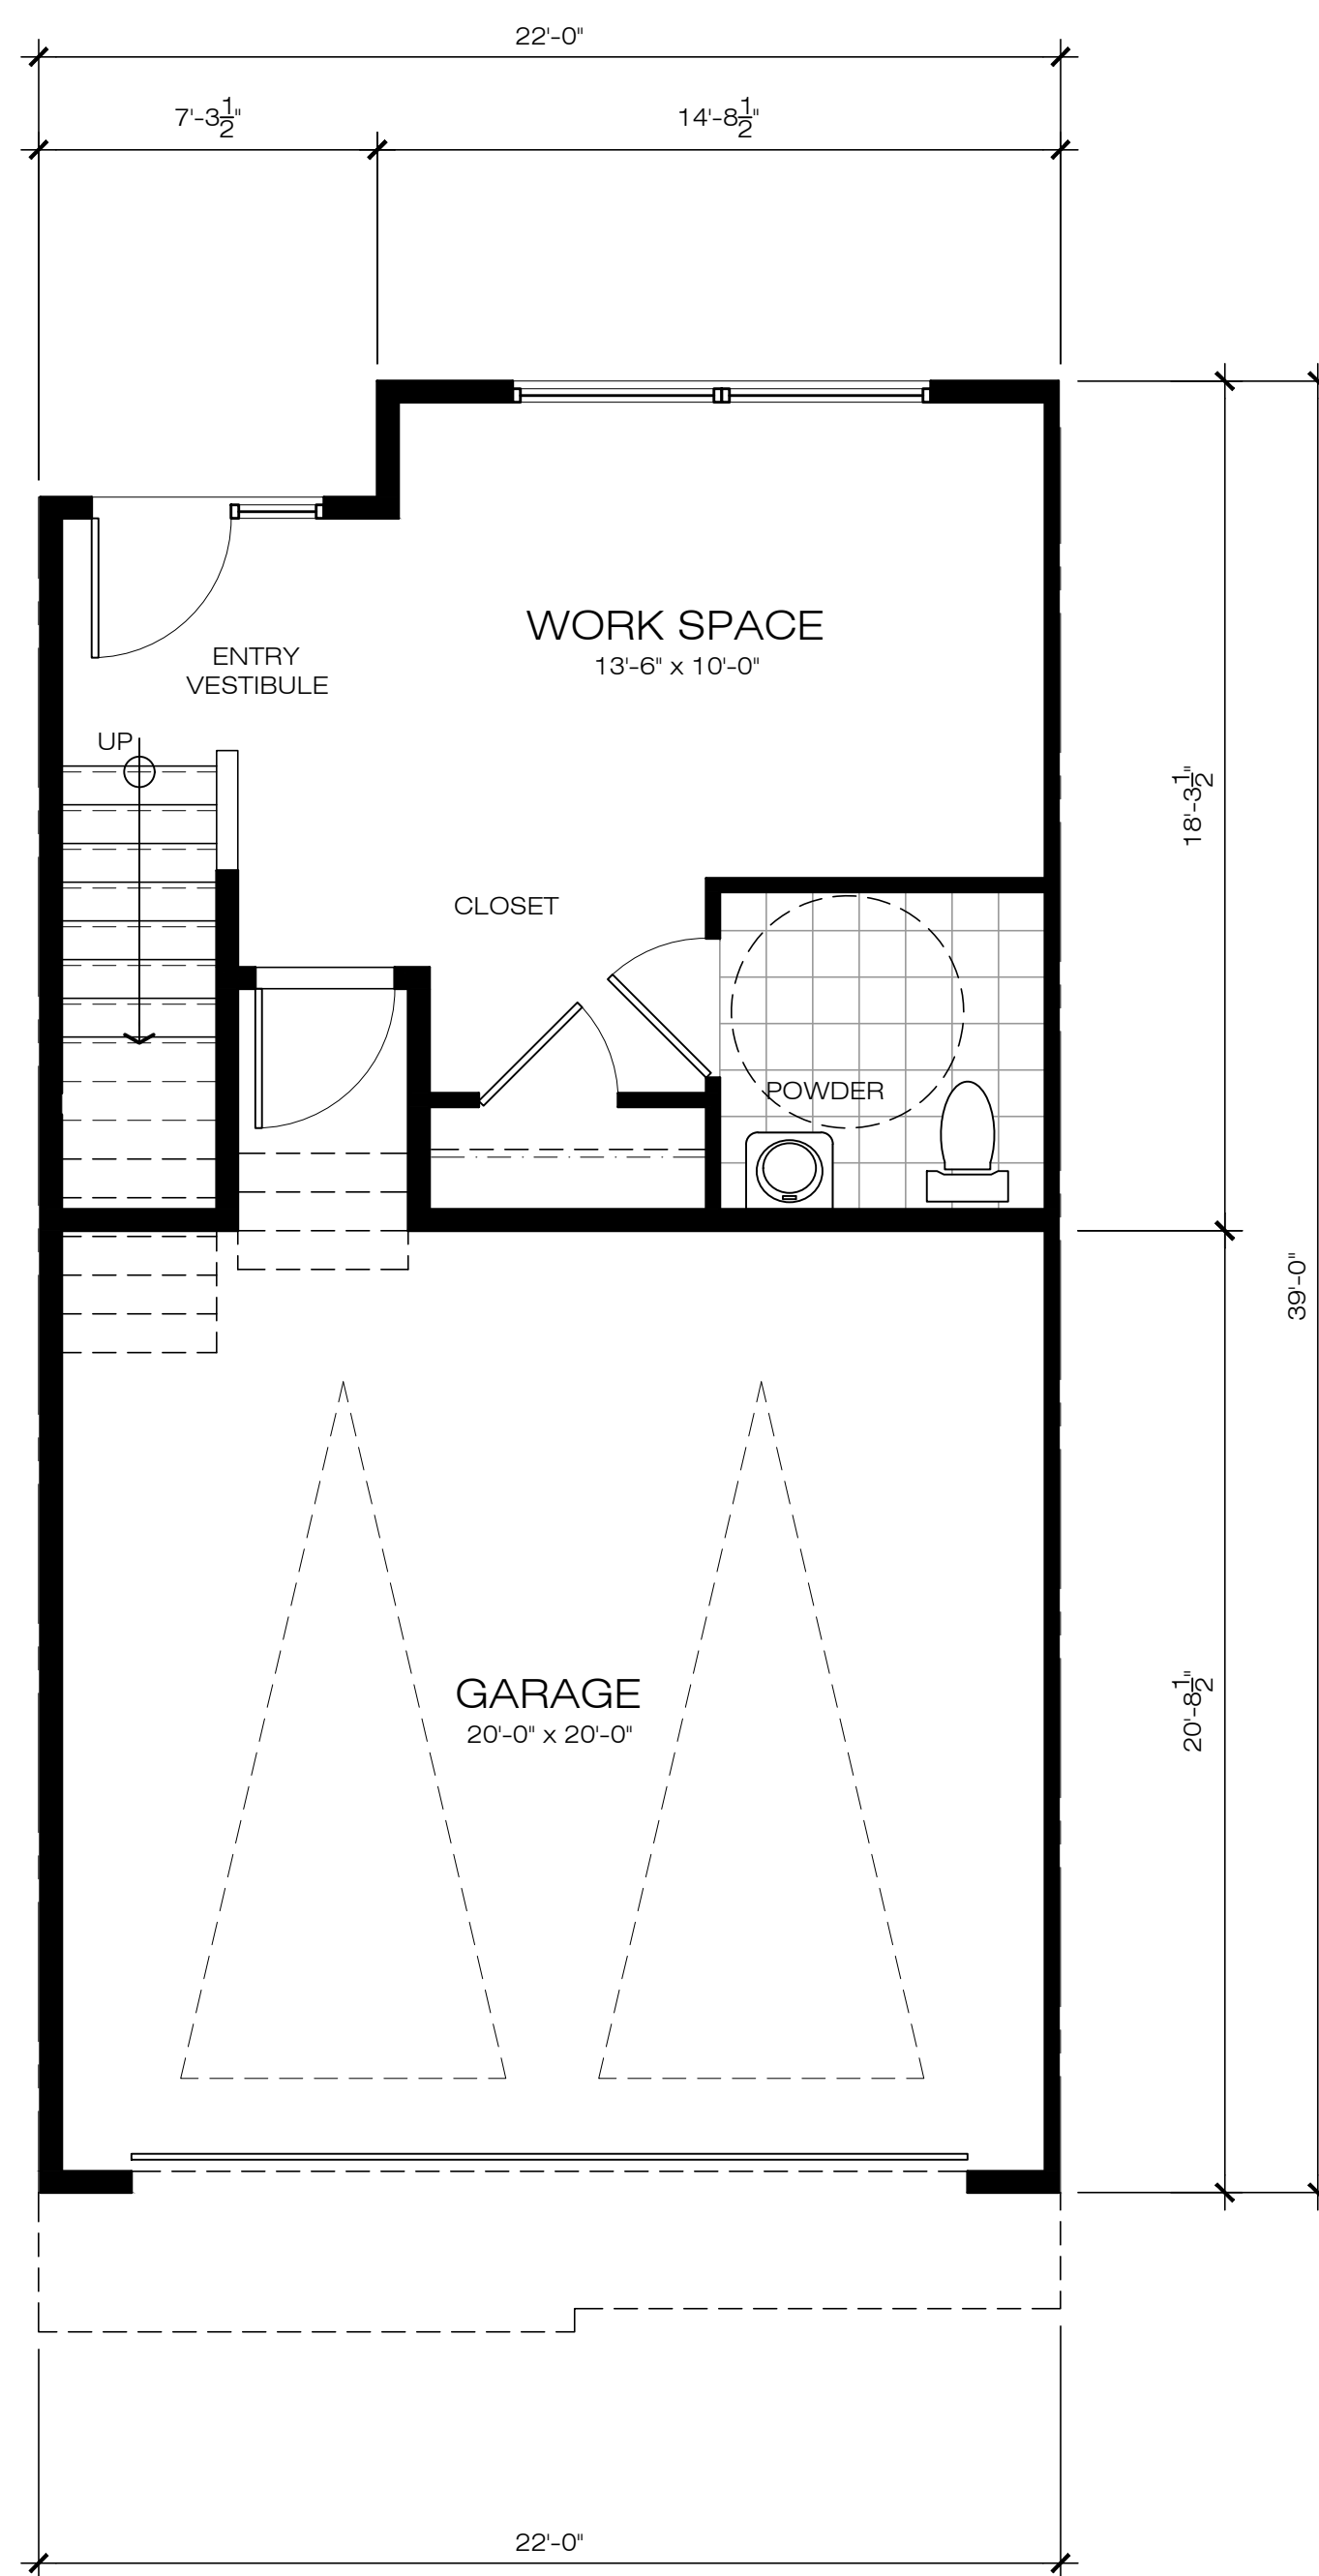 22'-0"
7'-3½"
14'-8½"
WORK SPACE
13'-6" x 10'-0"
ENTRY
VESTIBULE
UP
18'-3½"
CLOSET
POWDER
39'-0"
GARAGE
20'-0" x 20'-0"
20'-8½"
22'-0"